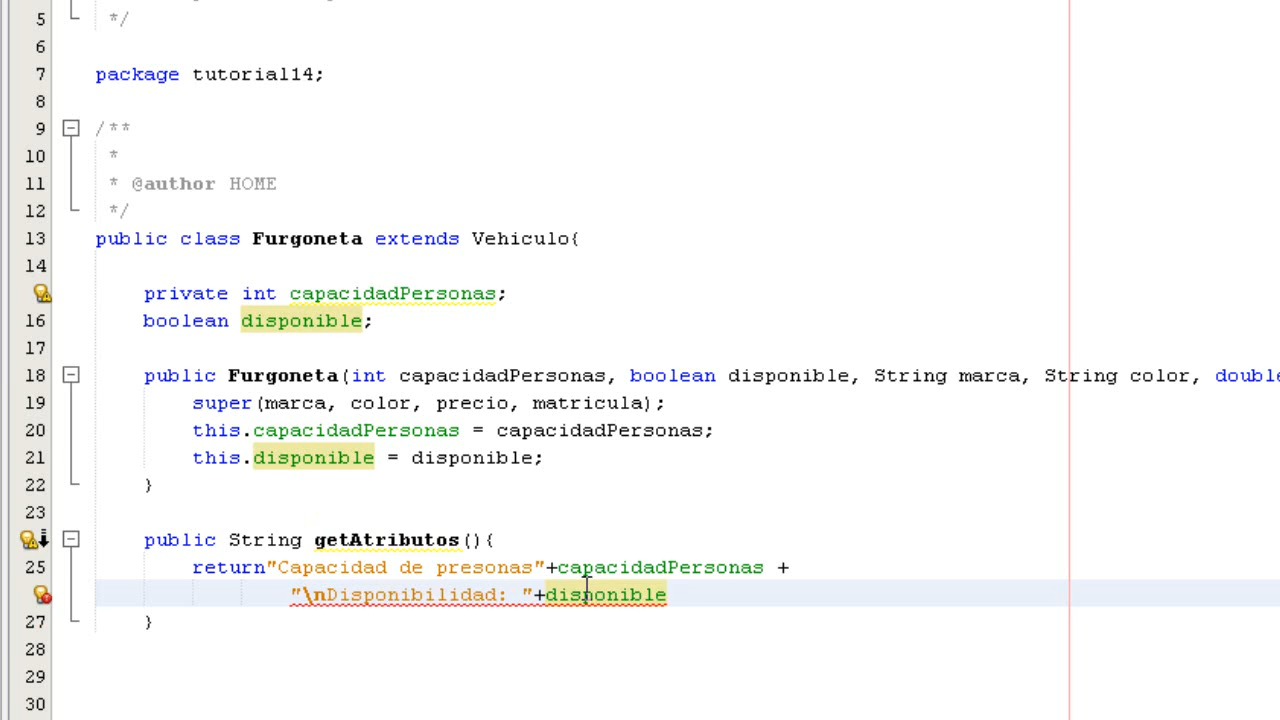 5 */
6
7 package tutorial14;
8
9 /**
10 *
11 * @author HOME
12 */
13 public class Furgoneta extends Vehiculo{
14
private int capacidadPersonas;
16 boolean disponible;
17
18 public Furgoneta(int capacidadPersonas, boolean disponible, String marca, String color, double
19 super(marca, color, precio, matricula);
20 this.capacidadPersonas = capacidadPersonas;
21 this.disponible = disponible;
22 }
23
public String getAtributos(){
25 return"Capacidad de presonas"+capacidadPersonas +
"\nDisponibilidad: "+disponible
27 }
28
29
30